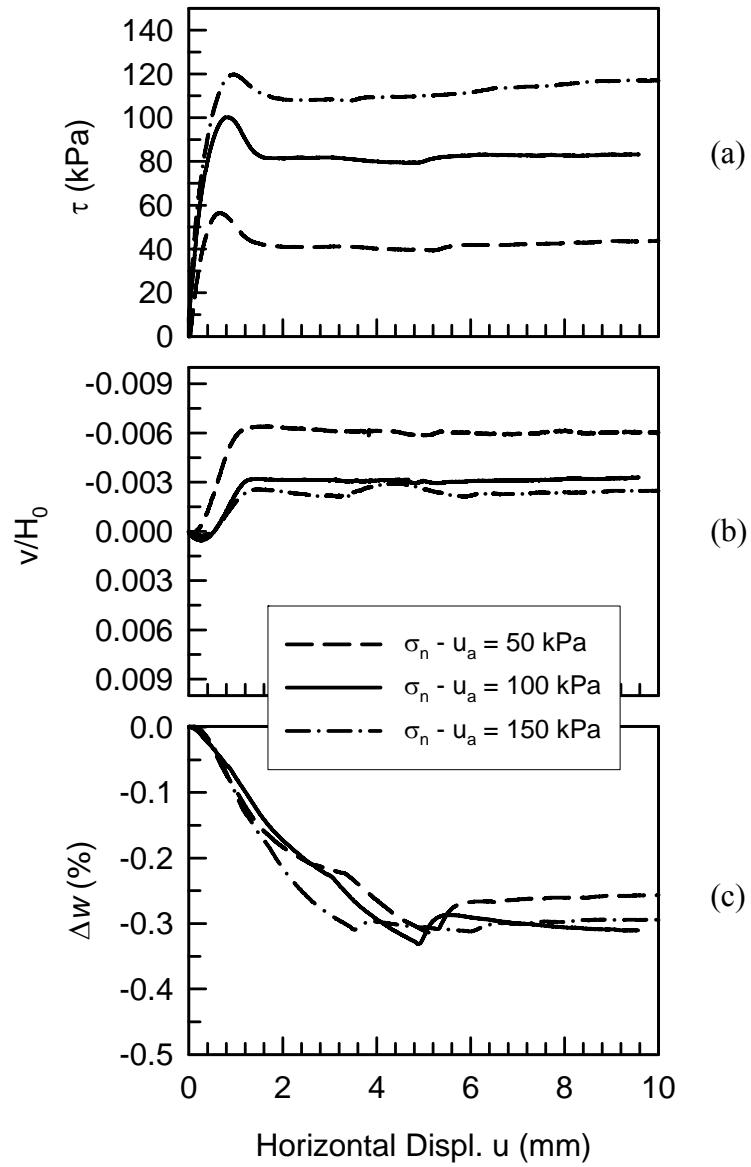 140
120
100
80
60
40
20
0
τ (kPa)
(a)
-0.009
-0.006
-0.003
0.000
0.003
0.006
0.009
v/H0
(b)
σn - ua = 50 kPa
σn - ua = 100 kPa
σn - ua = 150 kPa
0.0
-0.1
-0.2
-0.3
-0.4
-0.5
Δw (%)
(c)
0 2 4 6 8 10
Horizontal Displ. u (mm)